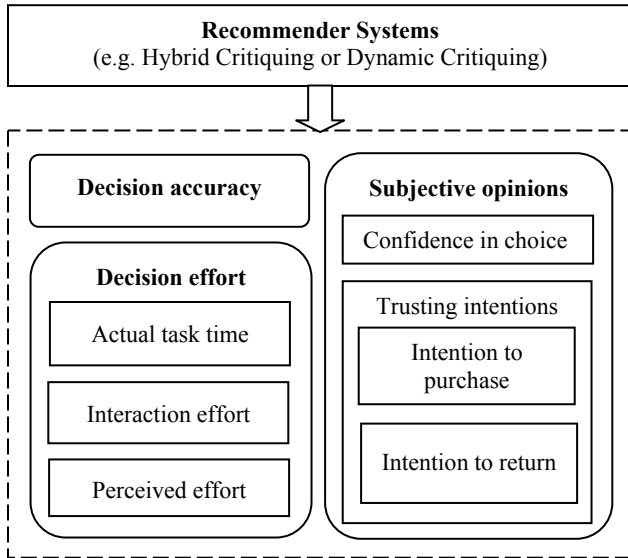 Recommender Systems
(e.g. Hybrid Critiquing or Dynamic Critiquing)
Decision accuracy
Decision effort
Actual task time
Interaction effort
Perceived effort
Subjective opinions
Confidence in choice
Trusting intentions
Intention to
purchase
Intention to return